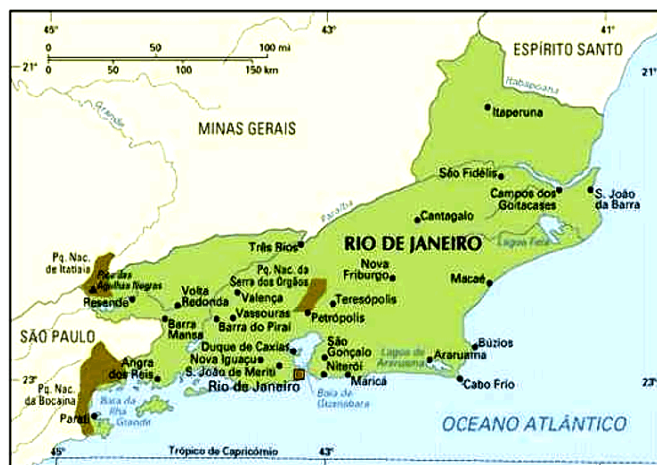 45°
43°
41°
0 50 100 mi
0 50 100 150 km
21°
21°
ESPÍRITO SANTO
Itabapoana
Itaperuna
Grande
MINAS GERAIS
São Fidélis
Campos dos
Goitacases
S. João
da Barra
Paraíba
Cantagalo
Lagoa Feia
Três Rios
RIO DE JANEIRO
Pq. Nac.
de Itatiaia
Pico das
Agulhas Negras
Pq. Nac. da
Serra dos Órgãos
Nova
Friburgo
Macaé
Resende
Volta
Redonda
Valença
Teresópolis
Vassouras
Petrópolis
SÃO PAULO
Barra
Mansa
Barra do Piraí
Duque de Caxias
São
Gonçalo
Lagoa de
Araruama
Araruama
Búzios
Angra
dos Reis
Nova Iguaçu
S. João de Meriti
Niterói
23°
23°
Pq. Nac.
da Bocaina
Rio de Janeiro
Maricá
Cabo Frio
Baía de
Guanabara
Parati
Baía da
Ilha
Grande
OCEANO ATLÂNTICO
Trópico de Capricórnio
45°
43°